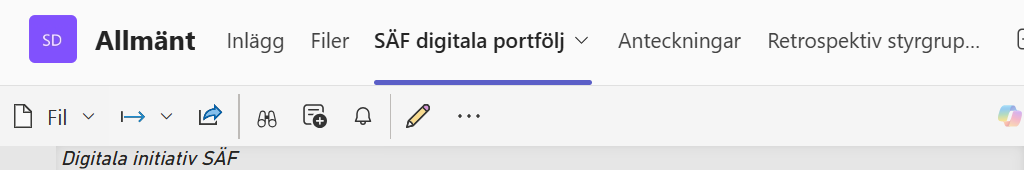 SD Allmänt Inlägg Filer SÄF digitala portfölj Anteckningar Retrospektiv styrgrup...
Fil
Digitala initiativ SÄF